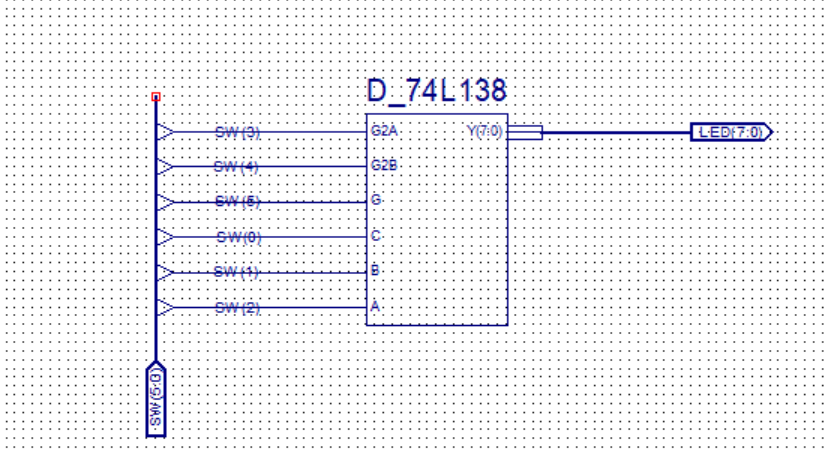 D_74L138
SW(3) G2A Y(7:0) LED(7:0)
SW(4) G2B
SW(5) G
SW(0) C
SW(1) B
SW(2) A
SW(5:0)